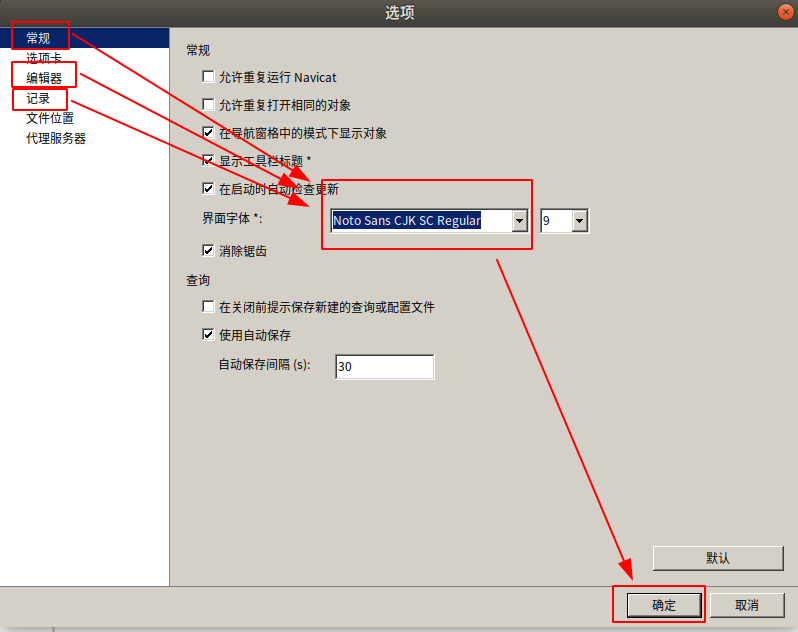 选项
常规
选项卡
编辑器
记录
文件位置
代理服务器
常规
允许重复运行 Navicat
允许重复打开相同的对象
在导航窗格中的模式下显示对象
显示工具栏标题 *
在启动时自动检查更新
界面字体 *:
Noto Sans CJK SC Regular
9
消除锯齿
查询
在关闭前提示保存新建的查询或配置文件
使用自动保存
自动保存间隔 (s):
30
默认
确定
取消